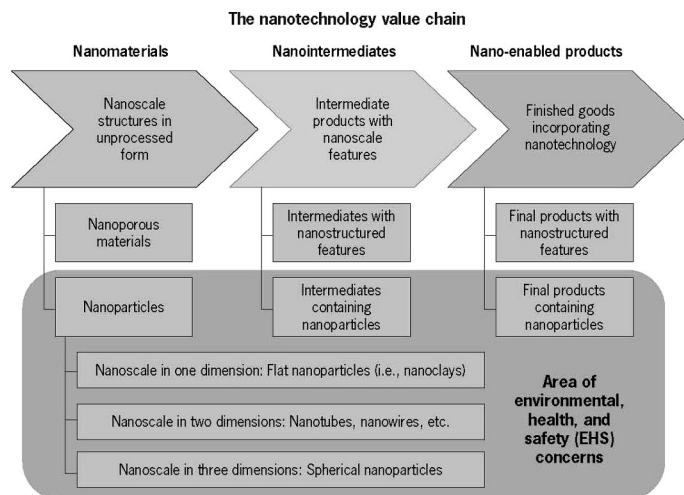 The nanotechnology value chain
Nanomaterials
Nanointermediates
Nano-enabled products
Nanoscale
structures in
unprocessed
form
Intermediate
products with
nanoscale
features
Finished goods
incorporating
nanotechnology
Nanoporous
materials
Intermediates with
nanostructured
features
Final products with
nanostructured
features
Nanoparticles
Intermediates
containing
nanoparticles
Final products
containing
nanoparticles
Nanoscale in one dimension: Flat nanoparticles (i.e., nanoclays)
Nanoscale in two dimensions: Nanotubes, nanowires, etc.
Nanoscale in three dimensions: Spherical nanoparticles
Area of
environmental,
health, and
safety (EHS)
concerns